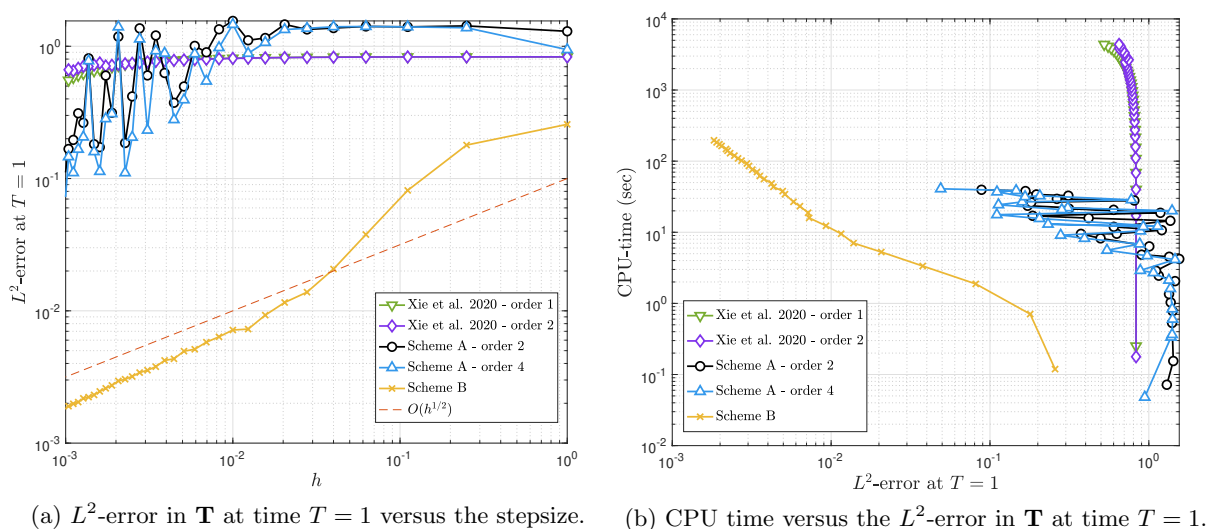 10^0
10^{-1}
10^{-2}
10^{-3}
L^2-error at T = 1
10^{-3}
10^{-2}
10^{-1}
10^0
h
Xie et al. 2020 - order 1
Xie et al. 2020 - order 2
Scheme A - order 2
Scheme A - order 4
Scheme B
O(h^{1/2})
(a) L^2-error in T at time T = 1 versus the stepsize.
10^4
10^3
10^2
10^1
10^0
10^{-1}
10^{-2}
CPU-time (sec)
10^{-3}
10^{-2}
10^{-1}
10^0
L^2-error at T = 1
Xie et al. 2020 - order 1
Xie et al. 2020 - order 2
Scheme A - order 2
Scheme A - order 4
Scheme B
(b) CPU time versus the L^2-error in T at time T = 1.